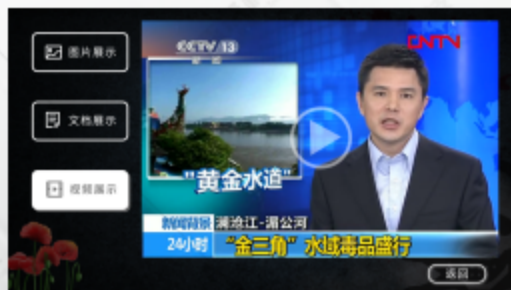 图片展示
文档展示
视频展示
CCTV 13
新闻
CNTV
"黄金水道"
新闻背景
澜沧江-湄公河
24小时
"金三角"水域毒品盛行
返回